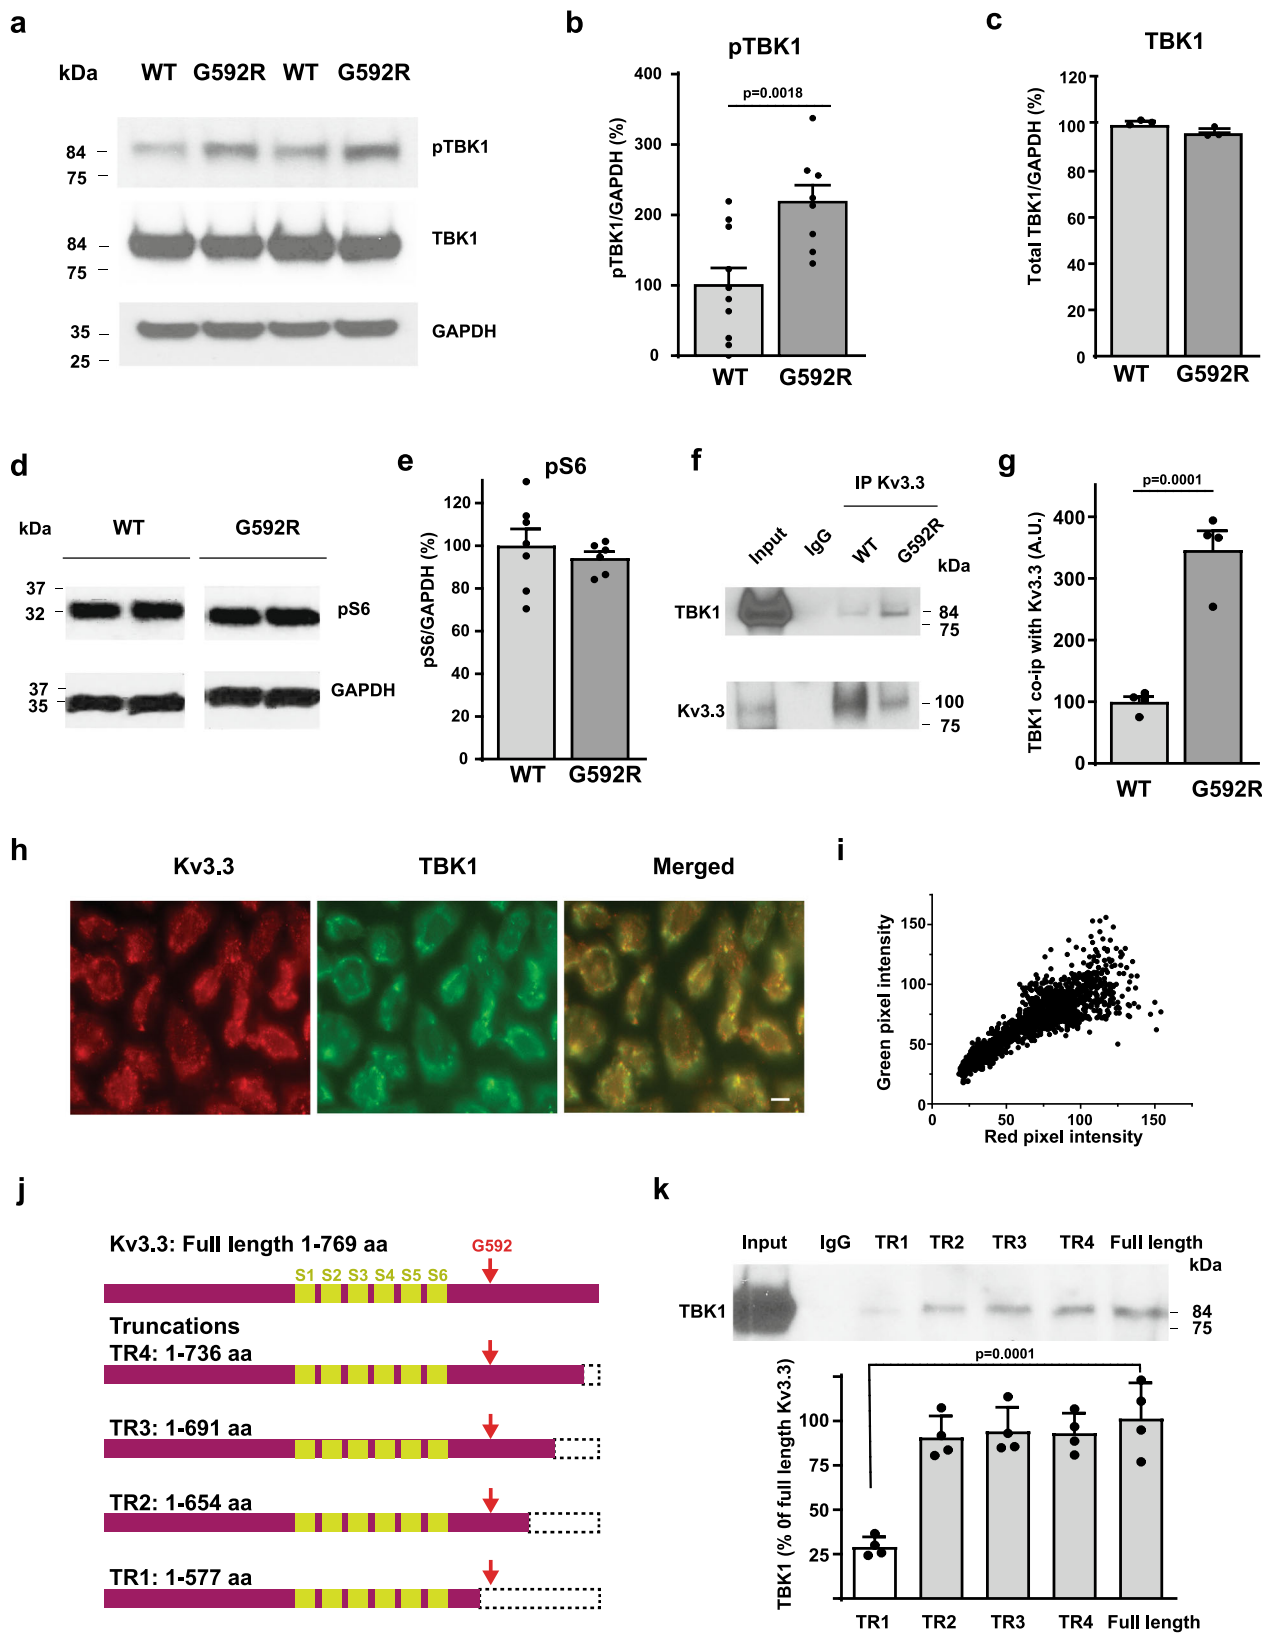 a
kDa WT G592R WT G592R
84
75
pTBK1
84
75
TBK1
35
25
GAPDH
b
pTBK1
pTBK1/GAPDH (%)
400
300
200
100
0
p=0.0018
WT G592R
c
TBK1
Total TBK1/GAPDH (%)
120
100
80
60
40
20
0
WT G592R
d
kDa WT G592R
37
32
pS6
37
35
GAPDH
e
pS6
pS6/GAPDH (%)
120
100
80
60
40
20
0
WT G592R
f
IP Kv3.3
Input IgG WT G592R
kDa
TBK1
84
75
Kv3.3
100
75
g
TBK1 co-ip with Kv3.3 (A.U.)
p=0.0001
400
300
200
100
0
WT G592R
h
Kv3.3 TBK1 Merged
i
Green pixel intensity
150
100
50
0
0 50 100 150
Red pixel intensity
j
Kv3.3: Full length 1-769 aa
G592
S1 S2 S3 S4 S5 S6
Truncations
TR4: 1-736 aa
TR3: 1-691 aa
TR2: 1-654 aa
TR1: 1-577 aa
k
Input IgG TR1 TR2 TR3 TR4 Full length
kDa
TBK1
84
75
p=0.0001
TBK1 (% 0f full length Kv3.3)
100
75
50
25
TR1 TR2 TR3 TR4 Full length